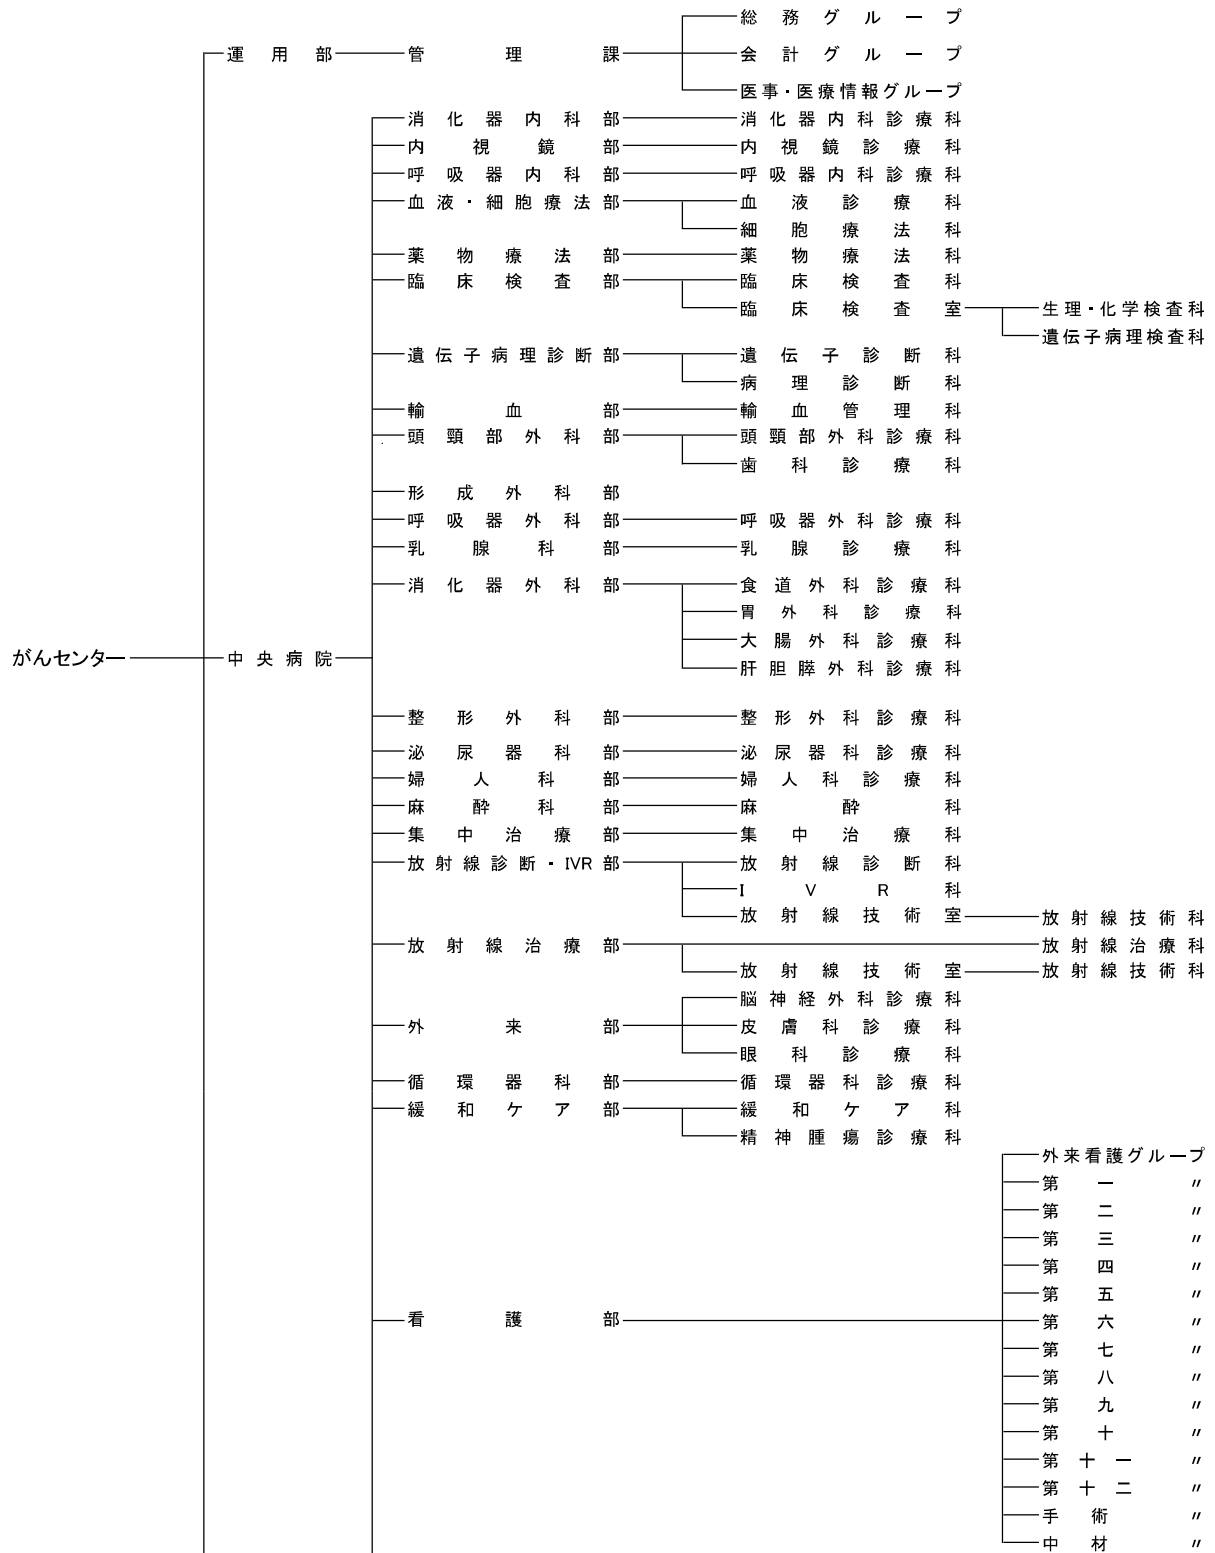 総務グループ
運用部 管理課 会計グループ
医事・医療情報グループ
消化器内科部 消化器内科診療科
内視鏡部 内視鏡診療科
呼吸器内科部 呼吸器内科診療科
血液・細胞療法部 血液診療科
細胞療法科
薬物療法部 薬物療法科
臨床検査部 臨床検査科
臨床検査室 生理・化学検査科
遺伝子病理検査科
遺伝子病理診断部 遺伝子診断科
病理診断科
輸血部 輸血管理科
頭頸部外科部 頭頸部外科診療科
歯科診療科
形成外科部
呼吸器外科部 呼吸器外科診療科
乳腺科部 乳腺診療科
消化器外科部 食道外科診療科
胃外科診療科
大腸外科診療科
がんセンター 中央病院
肝胆膵外科診療科
整形外科部 整形外科診療科
泌尿器科部 泌尿器科診療科
婦人科部 婦人科診療科
麻酔科部 麻酔科
集中治療部 集中治療科
放射線診断・IVR部 放射線診断科
IVR科
放射線技術室 放射線技術科
放射線治療部 放射線治療科
放射線技術室 放射線技術科
脳神経外科診療科
外来部 皮膚科診療科
眼科診療科
循環器科部 循環器科診療科
緩和ケア部 緩和ケア科
精神腫瘍診療科
外来看護グループ
第一 〃
第二 〃
第三 〃
第四 〃
第五 〃
看護部 第六 〃
第七 〃
第八 〃
第九 〃
第十 〃
第十一 〃
第十二 〃
手術 〃
中材 〃